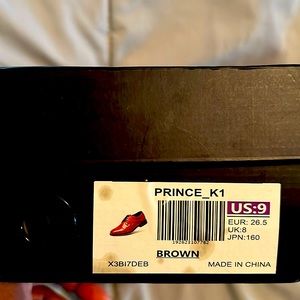 PRINCE_K1
US:9
EUR: 26.5
UK:8
JPN:160
BROWN
X3BI7DEB
MADE IN CHINA